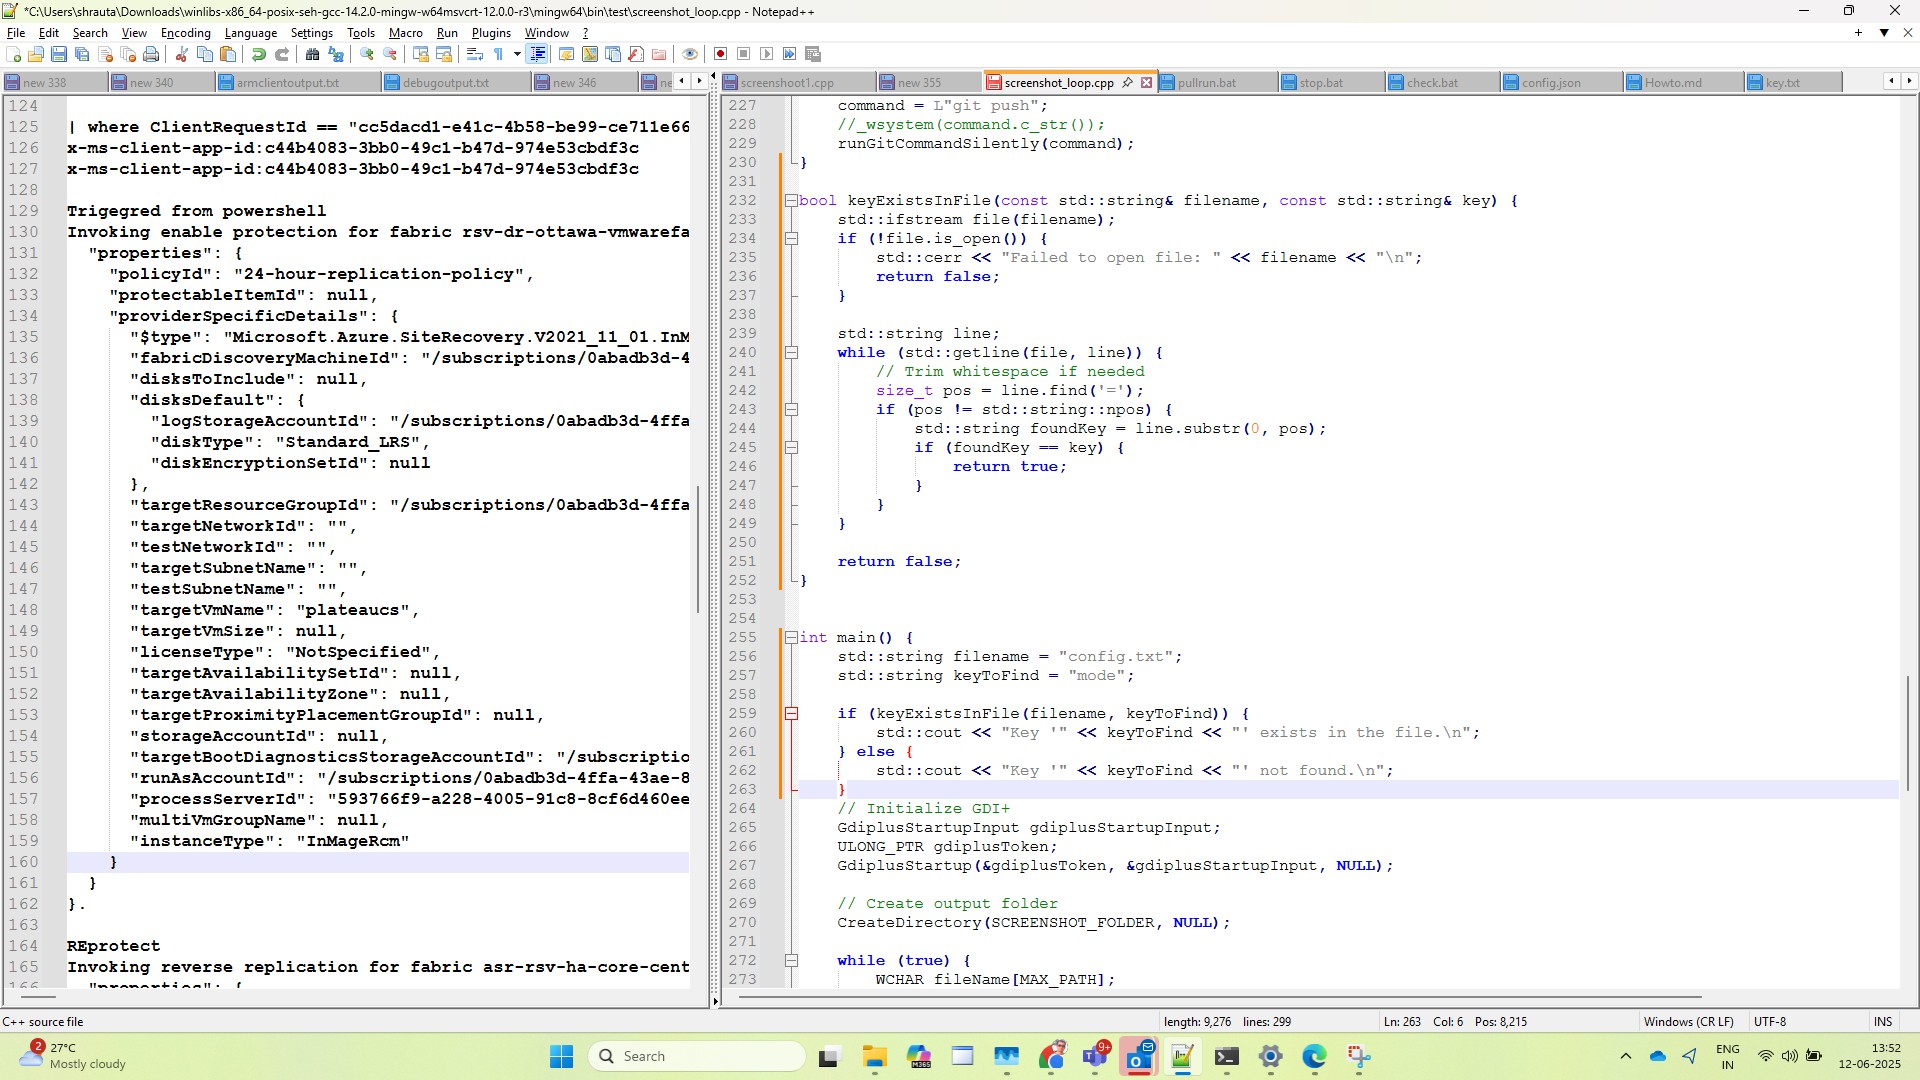 *C:\Users\shrauta\Downloads\winlibs-x86_64-posix-seh-gcc-14.2.0-mingw-w64msvcrt-12.0.0-r3\mingw64\bin\test\screenshot_loop.cpp - Notepad++
File Edit Search View Encoding Language Settings Tools Macro Run Plugins Window ?
new 338 new 340 armclientoutput.txt debugoutput.txt new 346 ne
screenshoot1.cpp new 355 screenshot_loop.cpp pullrun.bat stop.bat check.bat config.json Howto.md key.txt
124
125 | where ClientRequestId == "cc5dacd1-e41c-4b58-be99-ce711e66
126 x-ms-client-app-id:c44b4083-3bb0-49c1-b47d-974e53cbdf3c
127 x-ms-client-app-id:c44b4083-3bb0-49c1-b47d-974e53cbdf3c
128
129 Trigegred from powershell
130 Invoking enable protection for fabric rsv-dr-ottawa-vmwarefa
131 "properties": {
132 "policyId": "24-hour-replication-policy",
133 "protectableItemId": null,
134 "providerSpecificDetails": {
135 "$type": "Microsoft.Azure.SiteRecovery.V2021_11_01.InM
136 "fabricDiscoveryMachineId": "/subscriptions/0abadb3d-4
137 "disksToInclude": null,
138 "disksDefault": {
139 "logStorageAccountId": "/subscriptions/0abadb3d-4ffa
140 "diskType": "Standard_LRS",
141 "diskEncryptionSetId": null
142 },
143 "targetResourceGroupId": "/subscriptions/0abadb3d-4ffa
144 "targetNetworkId": "",
145 "testNetworkId": "",
146 "targetSubnetName": "",
147 "testSubnetName": "",
148 "targetVmName": "plateaucs",
149 "targetVmSize": null,
150 "licenseType": "NotSpecified",
151 "targetAvailabilitySetId": null,
152 "targetAvailabilityZone": null,
153 "targetProximityPlacementGroupId": null,
154 "storageAccountId": null,
155 "targetBootDiagnosticsStorageAccountId": "/subscriptio
156 "runAsAccountId": "/subscriptions/0abadb3d-4ffa-43ae-8
157 "processServerId": "593766f9-a228-4005-91c8-8cf6d460ee
158 "multiVmGroupName": null,
159 "instanceType": "InMageRcm"
160 }
161 }
162 }.
163
164 REprotect
165 Invoking reverse replication for fabric asr-rsv-ha-core-cent
166 "properties": {
227 command = L"git push";
228 //_wsystem(command.c_str());
229 runGitCommandSilently(command);
230 }
231
232 bool keyExistsInFile(const std::string& filename, const std::string& key) {
233 std::ifstream file(filename);
234 if (!file.is_open()) {
235 std::cerr << "Failed to open file: " << filename << "\n";
236 return false;
237 }
238
239 std::string line;
240 while (std::getline(file, line)) {
241 // Trim whitespace if needed
242 size_t pos = line.find('=');
243 if (pos != std::string::npos) {
244 std::string foundKey = line.substr(0, pos);
245 if (foundKey == key) {
246 return true;
247 }
248 }
249 }
250
251 return false;
252 }
253
254
255 int main() {
256 std::string filename = "config.txt";
257 std::string keyToFind = "mode";
258
259 if (keyExistsInFile(filename, keyToFind)) {
260 std::cout << "Key '" << keyToFind << "' exists in the file.\n";
261 } else {
262 std::cout << "Key '" << keyToFind << "' not found.\n";
263 }
264 // Initialize GDI+
265 GdiplusStartupInput gdiplusStartupInput;
266 ULONG_PTR gdiplusToken;
267 GdiplusStartup(&gdiplusToken, &gdiplusStartupInput, NULL);
268
269 // Create output folder
270 CreateDirectory(SCREENSHOT_FOLDER, NULL);
271
272 while (true) {
273 WCHAR fileName[MAX_PATH];
C++ source file length: 9,276 lines: 299 Ln: 263 Col: 6 Pos: 8,215 Windows (CR LF) UTF-8 INS
2 27°C
Mostly cloudy
Search
M365
9+
ENG
IN
13:52
12-06-2025